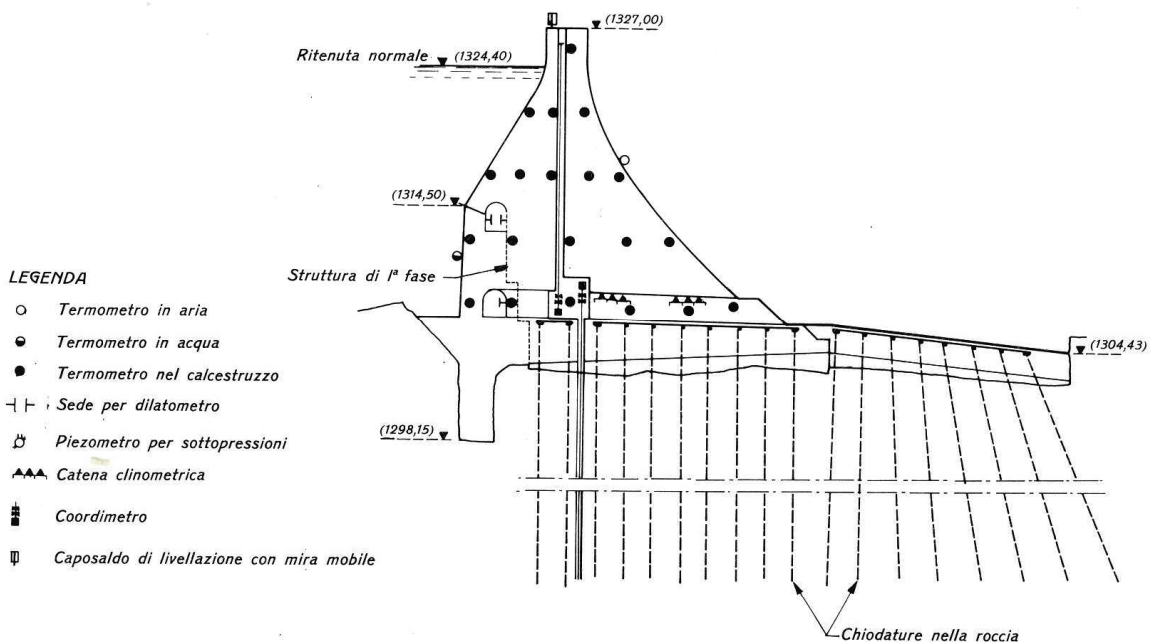 (1327,00)
Ritenuta normale (1324,40)
(1314,50)
Struttura di Iª fase
LEGENDA
Termometro in aria
Termometro in acqua
Termometro nel calcestruzzo
Sede per dilatometro
Piezometro per sottopressioni
Catena clinometrica
Coordimetro
Caposaldo di livellazione con mira mobile
(1304,43)
(1298,15)
Chiodature nella roccia